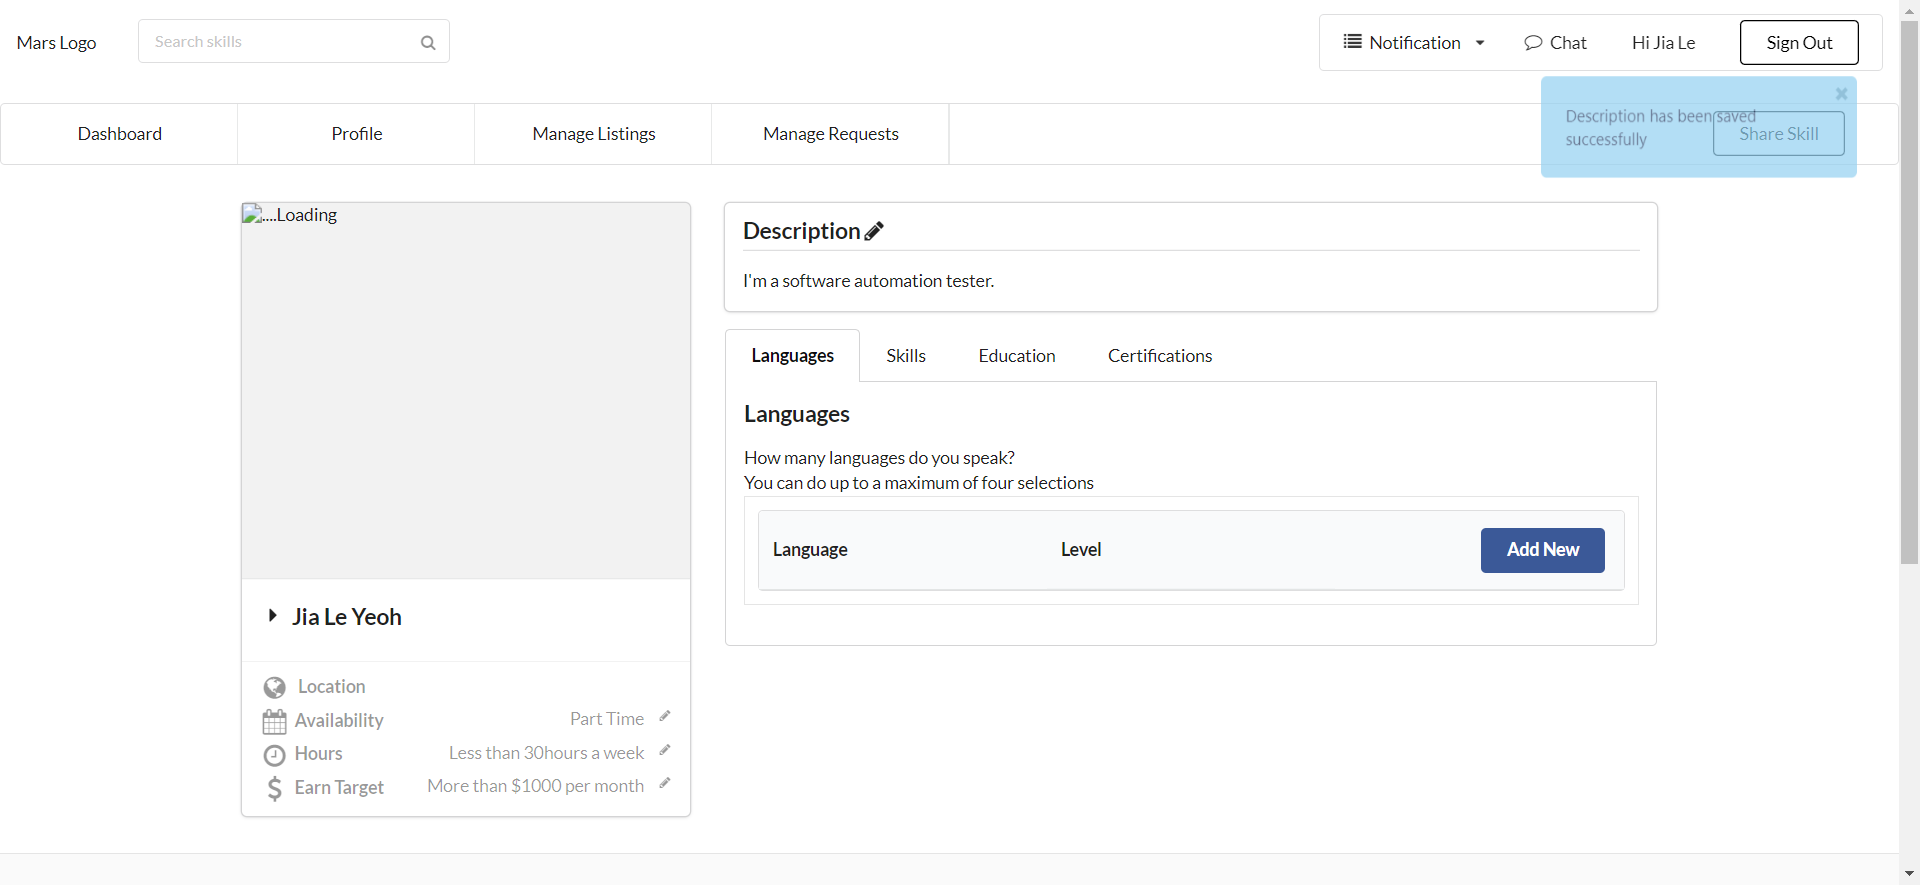 Mars Logo
Search skills
Notification
Chat
Hi Jia Le
Sign Out
Description has been saved
successfully
Dashboard
Profile
Manage Listings
Manage Requests
Share Skill
....Loading
Jia Le Yeoh
Location
Availability
Part Time
Hours
Less than 30hours a week
Earn Target
More than $1000 per month
Description
I'm a software automation tester.
Languages
Skills
Education
Certifications
Languages
How many languages do you speak?
You can do up to a maximum of four selections
Language
Level
Add New